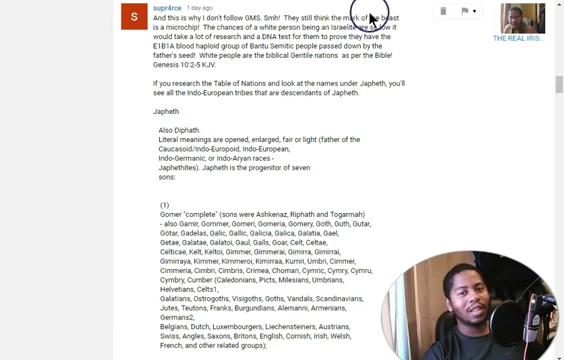 S
supr4rce 1 day ago
And this is why I don't follow GMS. Smh! They still think the mark of the beast
is a microchip! The chances of a white person being an Israelite are so low it
would take a lot of research and a DNA test for them to prove they have the
E1B1A blood haploid group of Bantu Semitic people passed down by the
father's seed! White people are the biblical Gentile nations as per the Bible!
Genesis 10:2-5 KJV.
If you research the Table of Nations and look at the names under Japheth, you'll
see all the Indo-European tribes that are descendants of Japheth.
Japheth
Also Diphath.
Literal meanings are opened, enlarged, fair or light (father of the
Caucasoid/Indo-Europoid, Indo-European,
Indo-Germanic, or Indo-Aryan races -
Japhethites). Japheth is the progenitor of seven
sons:
(1)
Gomer "complete" (sons were Ashkenaz, Riphath and Togarmah)
- also Gamir, Gommer, Gomeri, Gomeria, Gomery, Goth, Guth, Gutar,
Götar, Gadelas, Galic, Gallic, Galicia, Galica, Galatia, Gael,
Getae, Galatae, Galatoi, Gaul, Galls, Goar, Celt, Celtae,
Celticae, Kelt, Keltoi, Gimmer, Gimmerai, Gimirra, Gimirrai,
Gimirraya, Kimmer, Kimmeroi, Kimirraa, Kumri, Umbri, Cimmer,
Cimmeria, Cimbri, Cimbris, Crimea, Chomari, Cymric, Cymry, Cymru,
Cymbry, Cumber (Caledonians, Picts, Milesians, Umbrians,
Helvetians, Celts1,
Galatians, Ostrogoths, Visigoths, Goths, Vandals, Scandinavians,
Jutes, Teutons, Franks, Burgundians, Alemanni, Armenians,
Germans2,
Belgians, Dutch, Luxembourgers, Liechensteiners, Austrians,
Swiss, Angles, Saxons, Britons, English, Cornish, Irish, Welsh,
French, and other related groups);
THE REAL IRIS